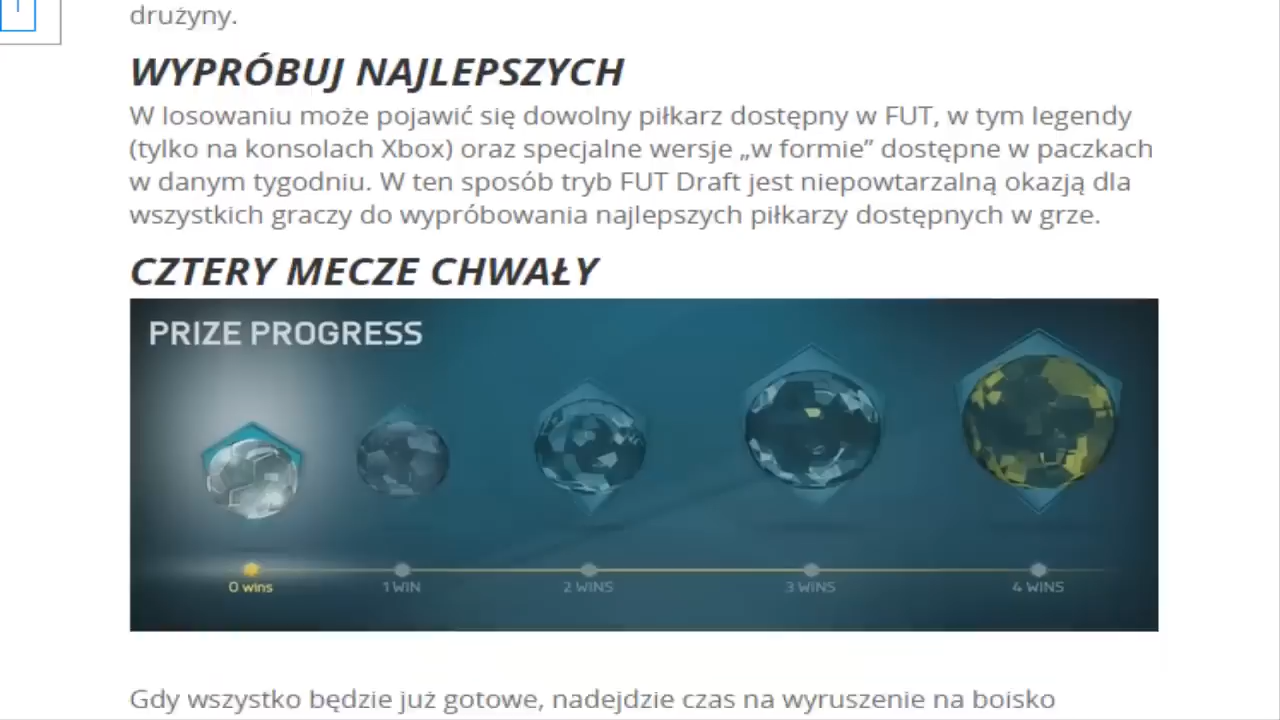 drużyny.
WYPRÓBUJ NAJLEPSZYCH
W losowaniu może pojawić się dowolny piłkarz dostępny w FUT, w tym legendy
(tylko na konsolach Xbox) oraz specjalne wersje „w formie” dostępne w paczkach
w danym tygodniu. W ten sposób tryb FUT Draft jest niepowtarzalną okazją dla
wszystkich graczy do wypróbowania najlepszych piłkarzy dostępnych w grze.
CZTERY MECZE CHWAŁY
PRIZE PROGRESS
0 wins
1 WIN
2 WINS
3 WINS
4 WINS
Gdy wszystko będzie już gotowe, nadejdzie czas na wyruszenie na boisko